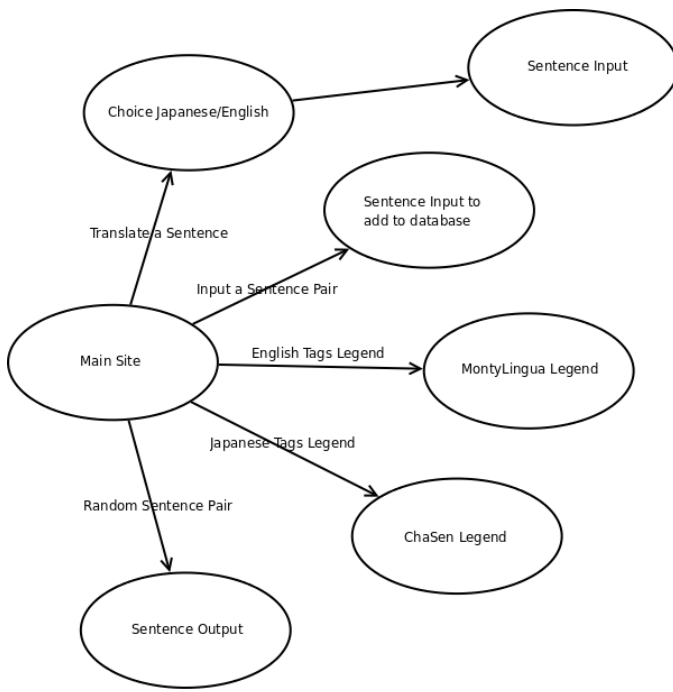 Sentence Input
Choice Japanese/English
Sentence Input to
add to database
Translate a Sentence
Input a Sentence Pair
English Tags Legend
Main Site
MontyLingua Legend
Japanese Tags Legend
Random Sentence Pair
ChaSen Legend
Sentence Output